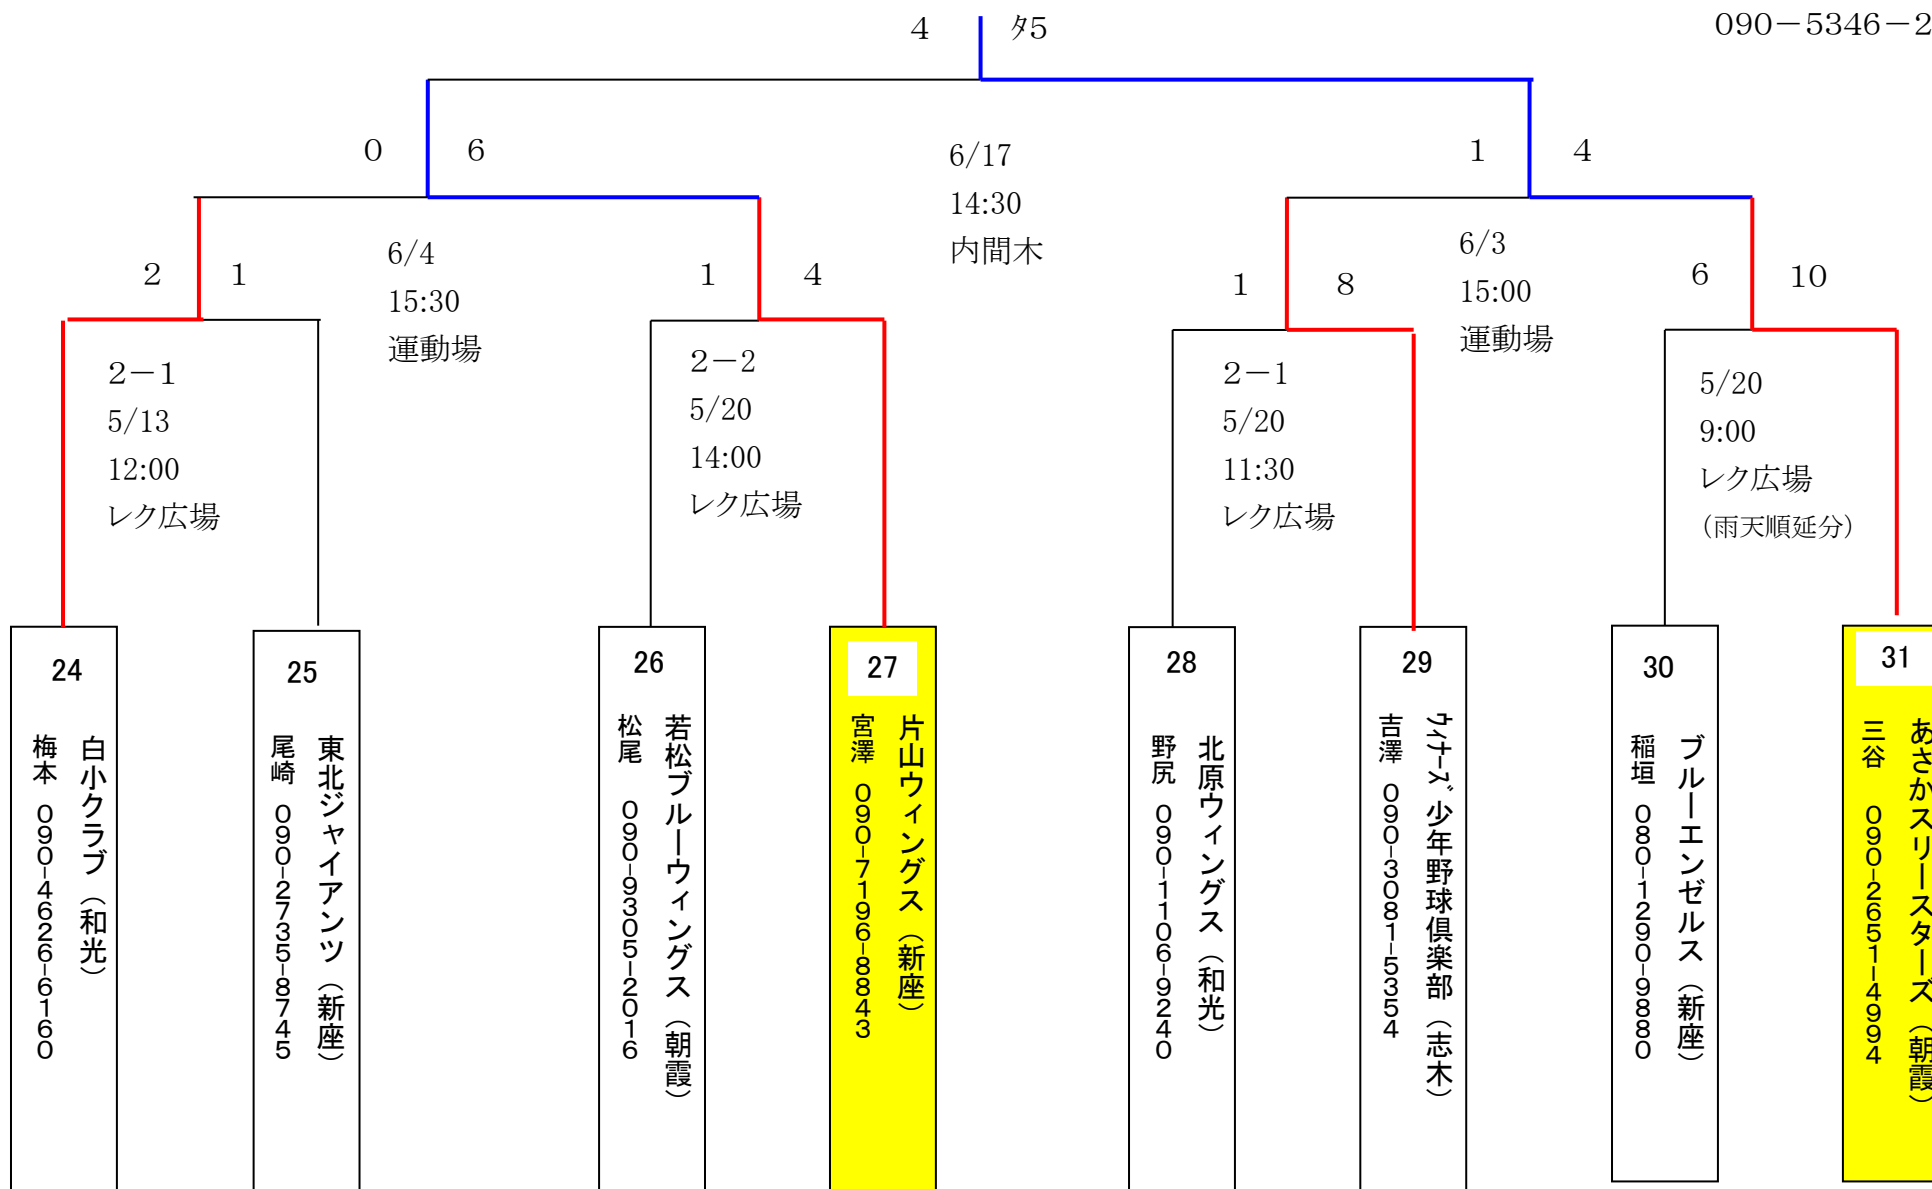 4 タ5
090－5346－2
0 6
1 4
6/17
14:30
内間木
2 1
6/4
15:30
運動場
1 4
1 8
6/3
15:00
運動場
6 10
2－1
5/13
12:00
レク広場
2－2
5/20
14:00
レク広場
2－1
5/20
11:30
レク広場
5/20
9:00
レク広場
（雨天順延分）
24
白小クラブ（和光）
梅本 090-4626-6160
25
東北ジャイアンツ（新座）
尾崎 090-2735-8745
26
若松ブルーウィングス（朝霞）
松尾 090-9305-2016
27
片山ウィングス（新座）
宮澤 090-7196-8843
28
北原ウィングス（和光）
野尻 090-1106-9240
29
ウィナーズ少年野球倶楽部（志木）
吉澤 090-3081-5354
30
ブルーエンゼルス（新座）
稲垣 080-1290-9880
31
あさかスリースターズ（朝霞）
三谷 090-2651-4994